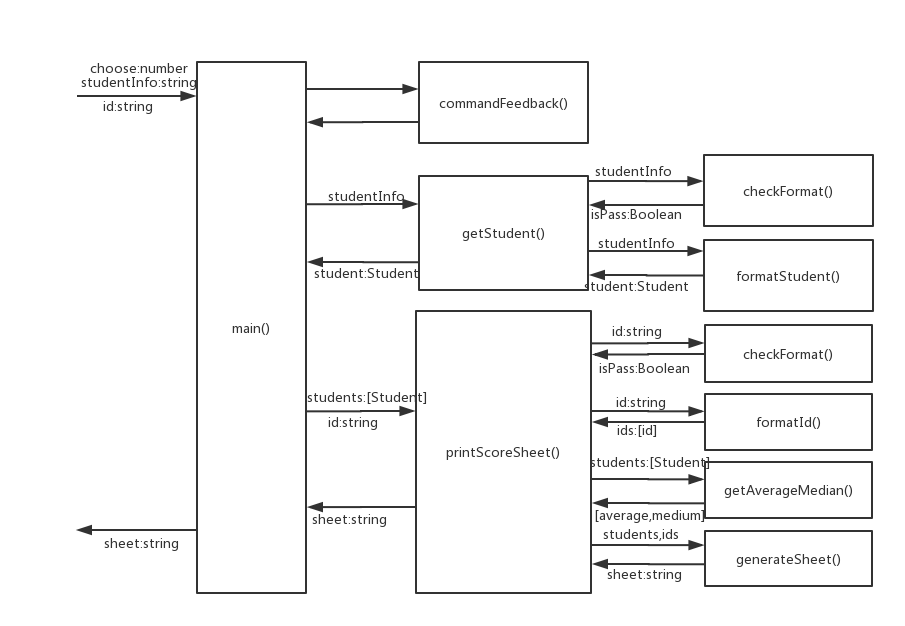 choose:number
studentInfo:string
id:string
commandFeedback()
studentInfo
checkFormat()
isPass:Boolean
studentInfo
getStudent()
studentInfo
formatStudent()
student:Student
student:Student
main()
id:string
checkFormat()
isPass:Boolean
students:[Student]
id:string
id:string
formatId()
ids:[id]
printScoreSheet()
students:[Student]
getAverageMedian()
[average,medium]
sheet:string
students,ids
generateSheet()
sheet:string
sheet:string